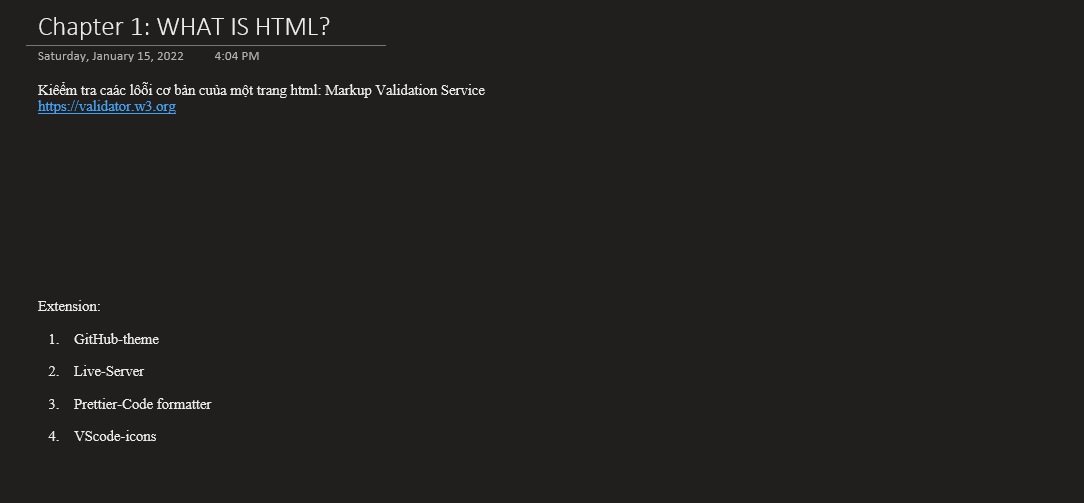 Chapter 1: WHAT IS HTML?
Saturday, January 15, 2022 4:04 PM
Kiêểm tra caác lôỗi cơ bản cuủa một trang html: Markup Validation Service
https://validator.w3.org
Extension:
1. GitHub-theme
2. Live-Server
3. Prettier-Code formatter
4. VScode-icons